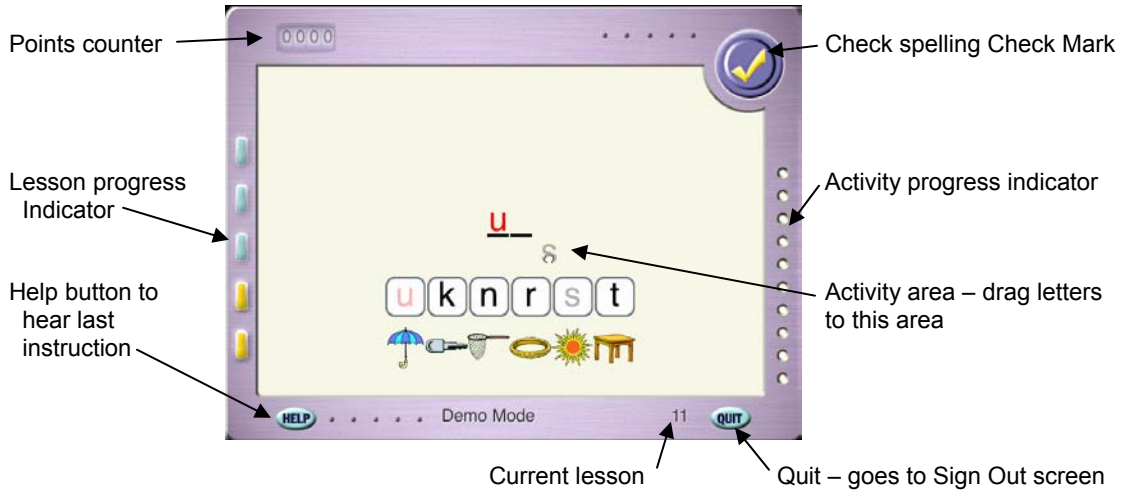 Points counter
0000
Check spelling Check Mark
Lesson progress
Indicator
Activity progress indicator
u_
s
Help button to
hear last
instruction
u k n r s t
Activity area – drag letters
to this area
HELP
Demo Mode
11
QUIT
Current lesson
Quit – goes to Sign Out screen